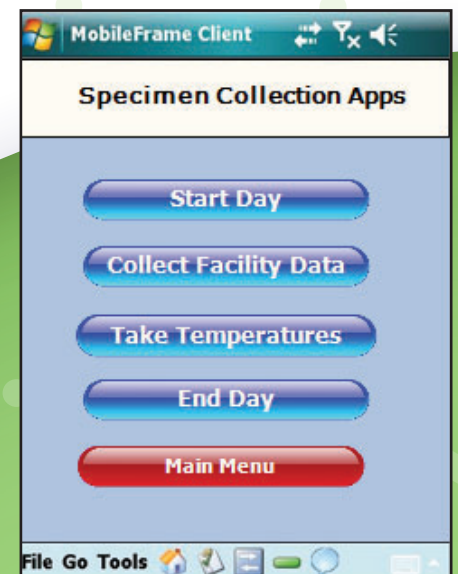 MobileFrame Client
Specimen Collection Apps
Start Day
Collect Facility Data
Take Temperatures
End Day
Main Menu
File Go Tools